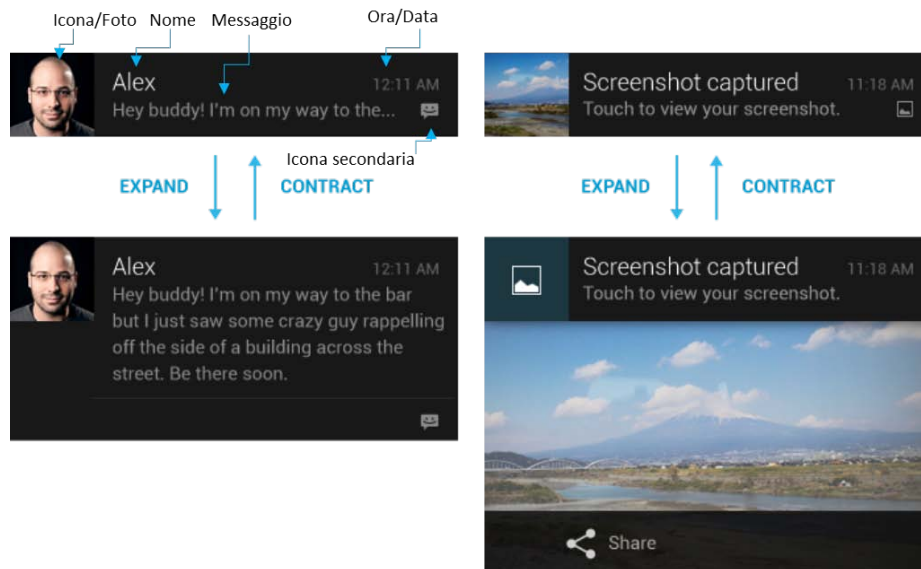 Icona/Foto Nome Messaggio Ora/Data
Alex 12:11 AM
Hey buddy! I'm on my way to the...
Icona secondaria
EXPAND CONTRACT
Alex 12:11 AM
Hey buddy! I'm on my way to the bar
but I just saw some crazy guy rappelling
off the side of a building across the
street. Be there soon.
Screenshot captured 11:18 AM
Touch to view your screenshot.
EXPAND CONTRACT
Screenshot captured 11:18 AM
Touch to view your screenshot.
Share